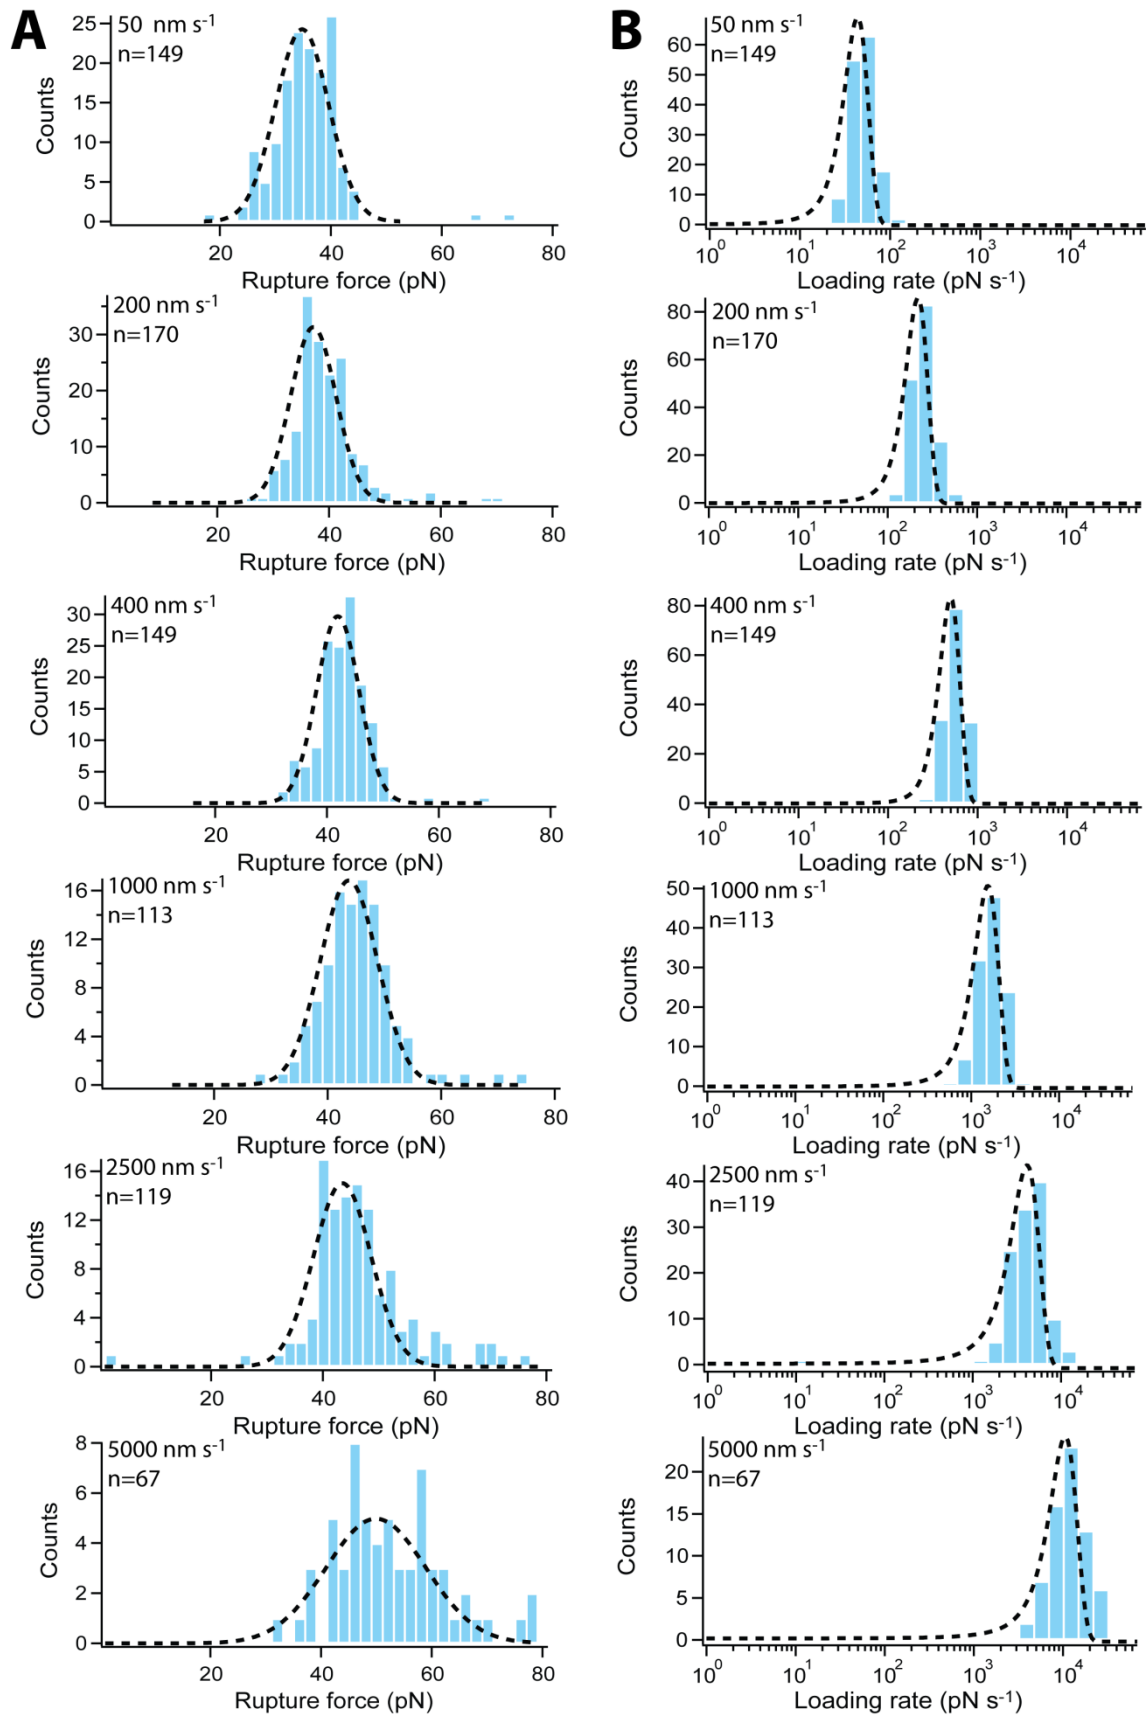 A
B
50 nm s-1
n=149
25
20
15
10
5
0
Counts
20
40
60
80
Rupture force (pN)
50 nm s-1
n=149
60
50
40
30
20
10
0
Counts
10^0
10^1
10^2
10^3
10^4
Loading rate (pN s-1)
200 nm s-1
n=170
30
20
10
0
Counts
20
40
60
80
Rupture force (pN)
200 nm s-1
n=170
80
60
40
20
0
Counts
10^0
10^1
10^2
10^3
10^4
Loading rate (pN s-1)
400 nm s-1
n=149
30
25
20
15
10
5
0
Counts
20
40
60
80
Rupture force (pN)
400 nm s-1
n=149
80
60
40
20
0
Counts
10^0
10^1
10^2
10^3
10^4
Loading rate (pN s-1)
1000 nm s-1
n=113
16
12
8
4
0
Counts
20
40
60
80
Rupture force (pN)
1000 nm s-1
n=113
50
40
30
20
10
0
Counts
10^0
10^1
10^2
10^3
10^4
Loading rate (pN s-1)
2500 nm s-1
n=119
16
12
8
4
0
Counts
20
40
60
80
Rupture force (pN)
2500 nm s-1
n=119
40
30
20
10
0
Counts
10^0
10^1
10^2
10^3
10^4
Loading rate (pN s-1)
5000 nm s-1
n=67
8
6
4
2
0
Counts
20
40
60
80
Rupture force (pN)
5000 nm s-1
n=67
20
15
10
5
0
Counts
10^0
10^1
10^2
10^3
10^4
Loading rate (pN s-1)